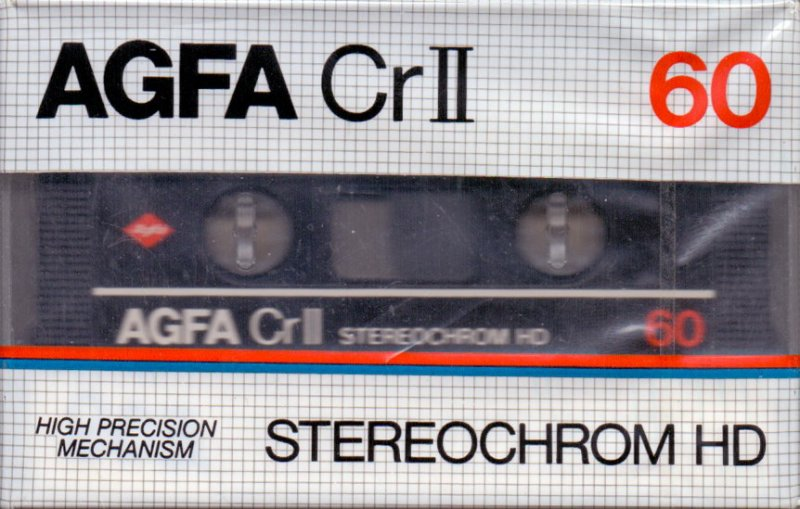 AGFA CrII 60
AGFA CrII STEREOCHROM HD 60
HIGH PRECISION
MECHANISM
STEREOCHROM HD